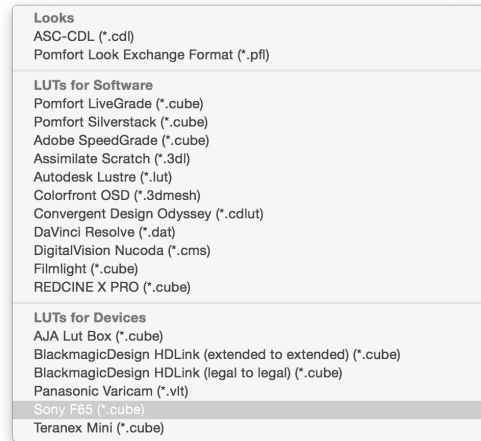 Looks
ASC-CDL (*.cdl)
Pomfort Look Exchange Format (*.pfl)
LUTs for Software
Pomfort LiveGrade (*.cube)
Pomfort Silverstack (*.cube)
Adobe SpeedGrade (*.cube)
Assimilate Scratch (*.3dl)
Autodesk Lustre (*.lut)
Colorfront OSD (*.3dmesh)
Convergent Design Odyssey (*.cdlut)
DaVinci Resolve (*.dat)
DigitalVision Nucoda (*.cms)
Filmlight (*.cube)
REDCINE X PRO (*.cube)
LUTs for Devices
AJA Lut Box (*.cube)
BlackmagicDesign HDLink (extended to extended) (*.cube)
BlackmagicDesign HDLink (legal to legal) (*.cube)
Panasonic Varicam (*.vlt)
Sony F65 (*.cube)
Teranex Mini (*.cube)